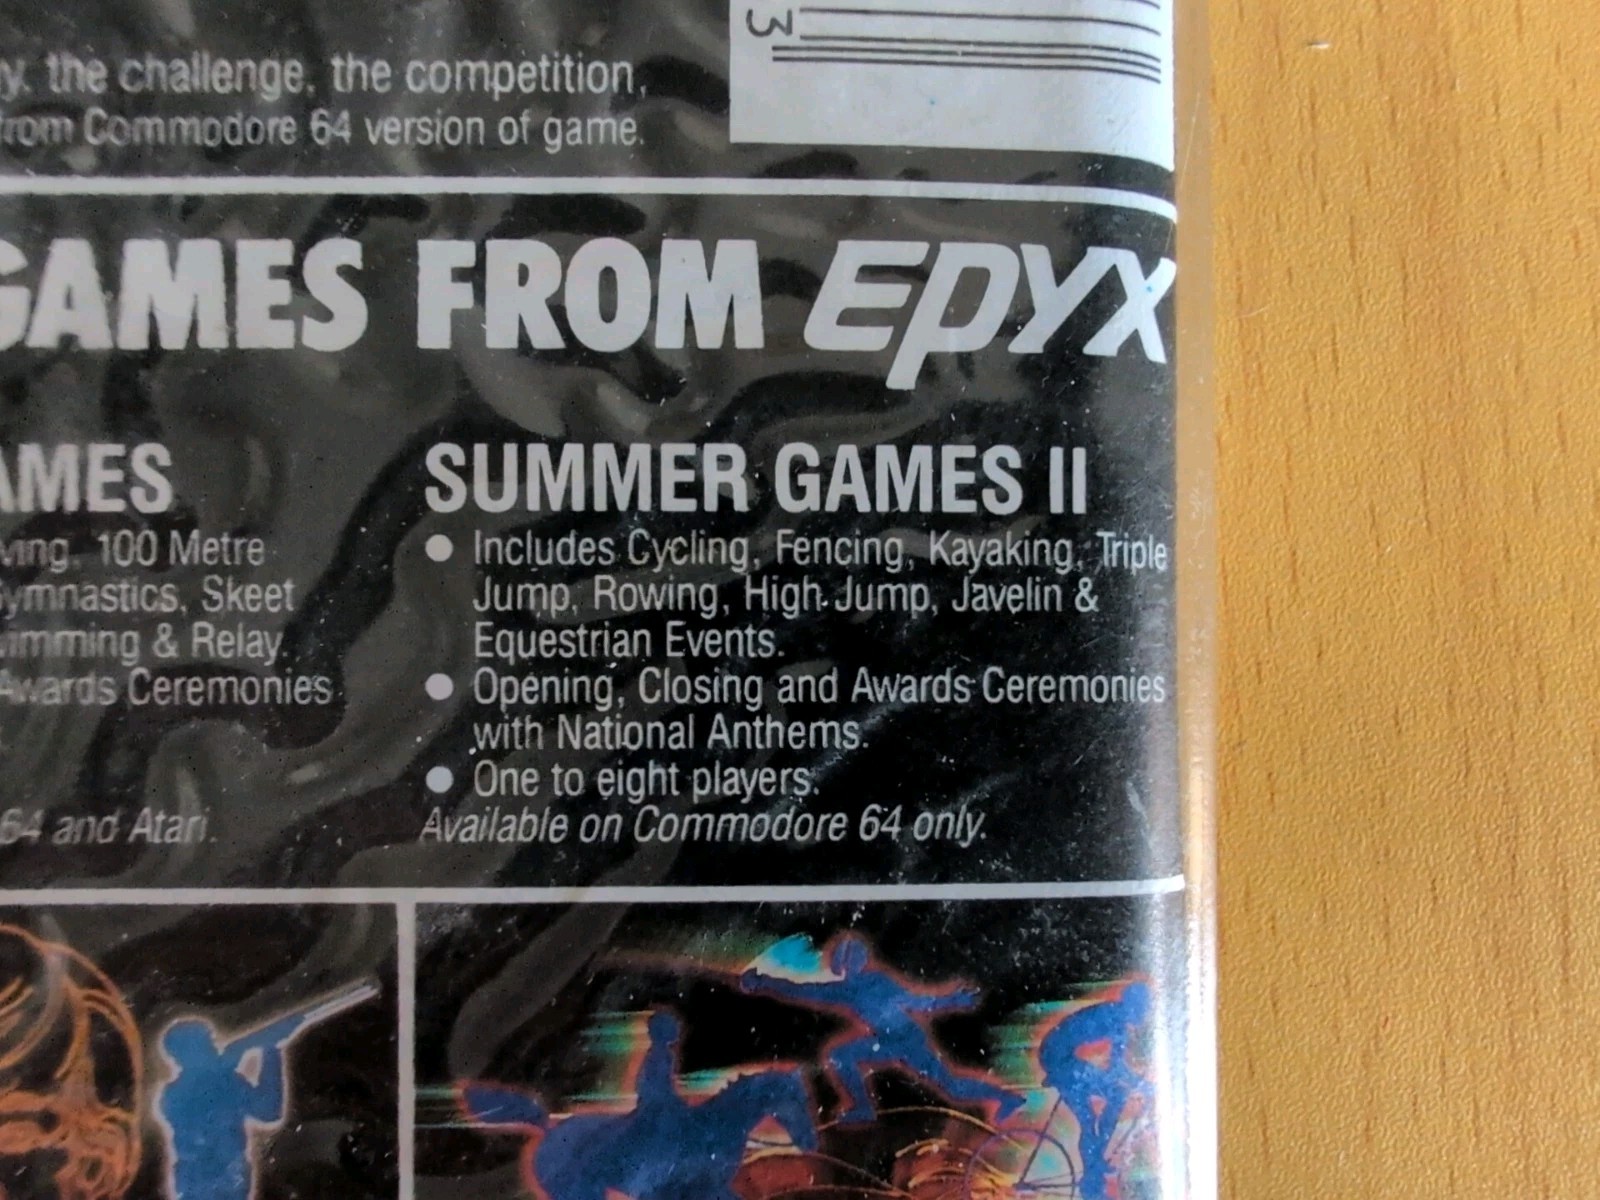 3
the challenge, the competition,
from Commodore 64 version of game.
GAMES FROM EPYX
AMES
100 Metre
Gymnastics, Skeet
& Relay.
Awards Ceremonies
64 and Atari.
SUMMER GAMES II
● Includes Cycling, Fencing, Kayaking, Triple
Jump, Rowing, High Jump, Javelin &
Equestrian Events.
● Opening, Closing and Awards Ceremonies
with National Anthems.
● One to eight players.
Available on Commodore 64 only.